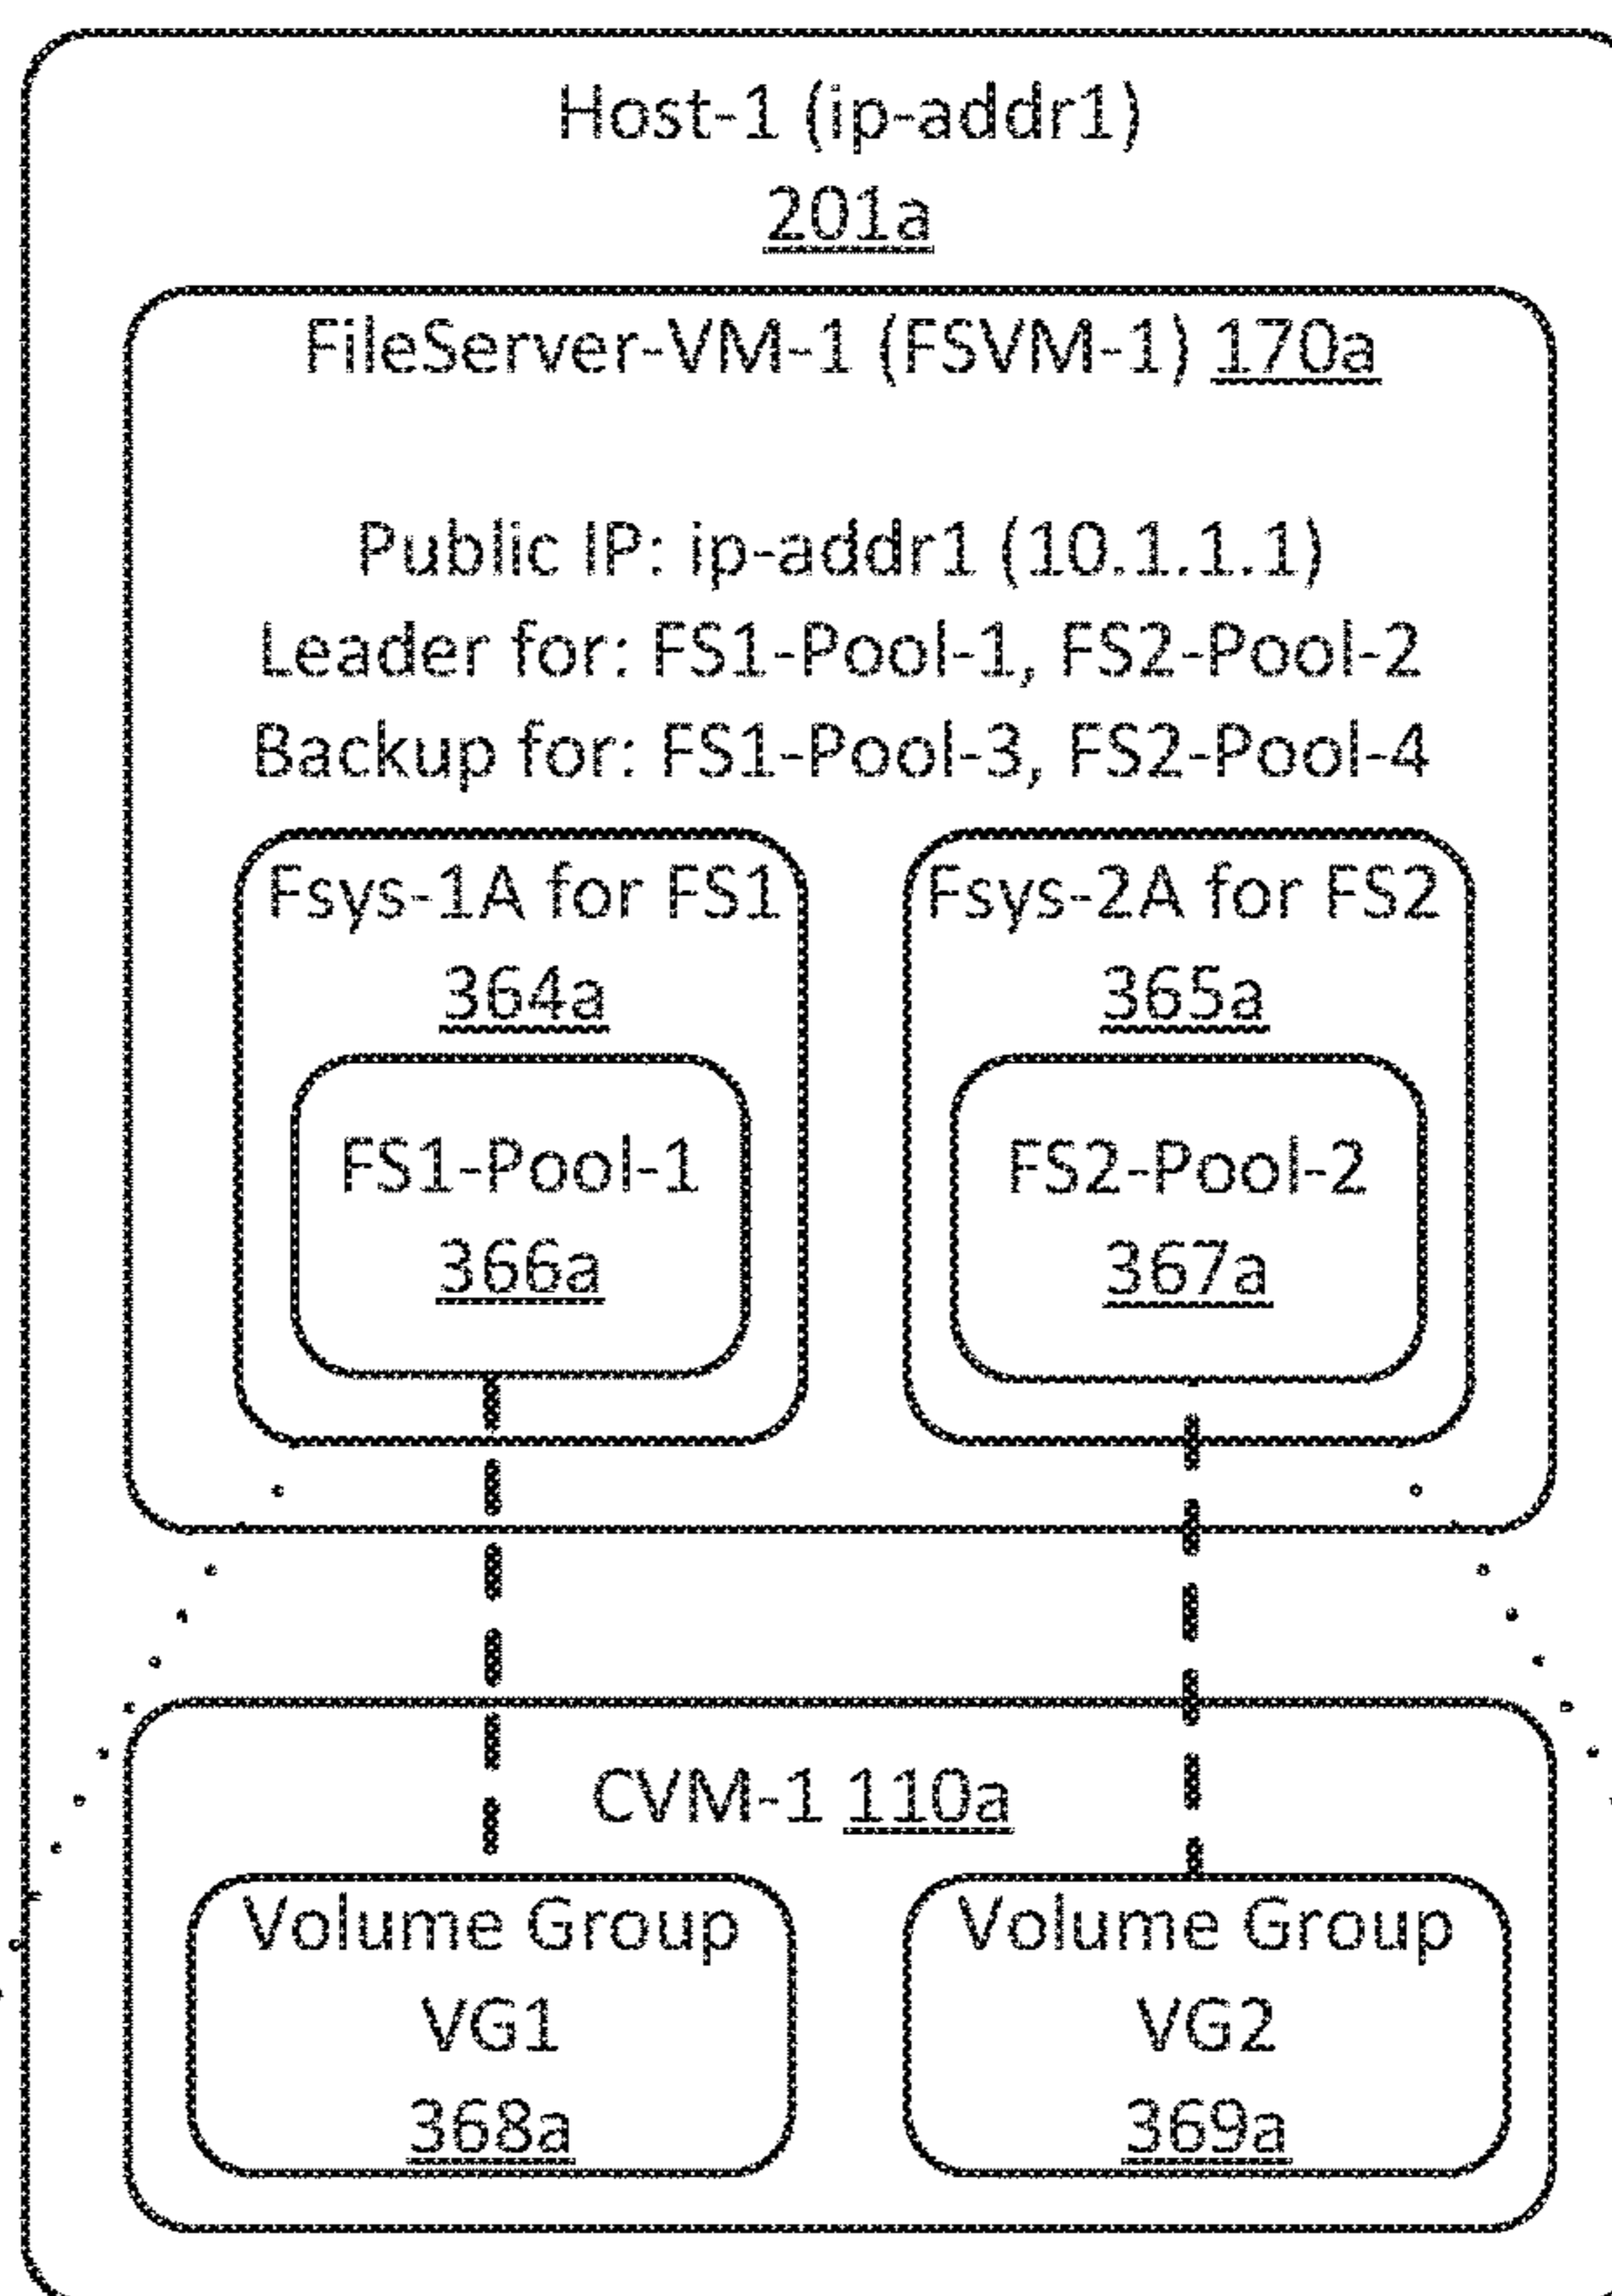 Host-1 (ip-addr1)
201a
FileServer-VM-1 (FSVM-1) 170a
Public IP: ip-addr1 (10.1.1.1)
Leader for: FS1-Pool-1, FS2-Pool-2
Backup for: FS1-Pool-3, FS2-Pool-4
Fsys-1A for FS1
364a
FS1-Pool-1
366a
Fsys-2A for FS2
365a
FS2-Pool-2
367a
CVM-1 110a
Volume Group
VG1
368a
Volume Group
VG2
369a